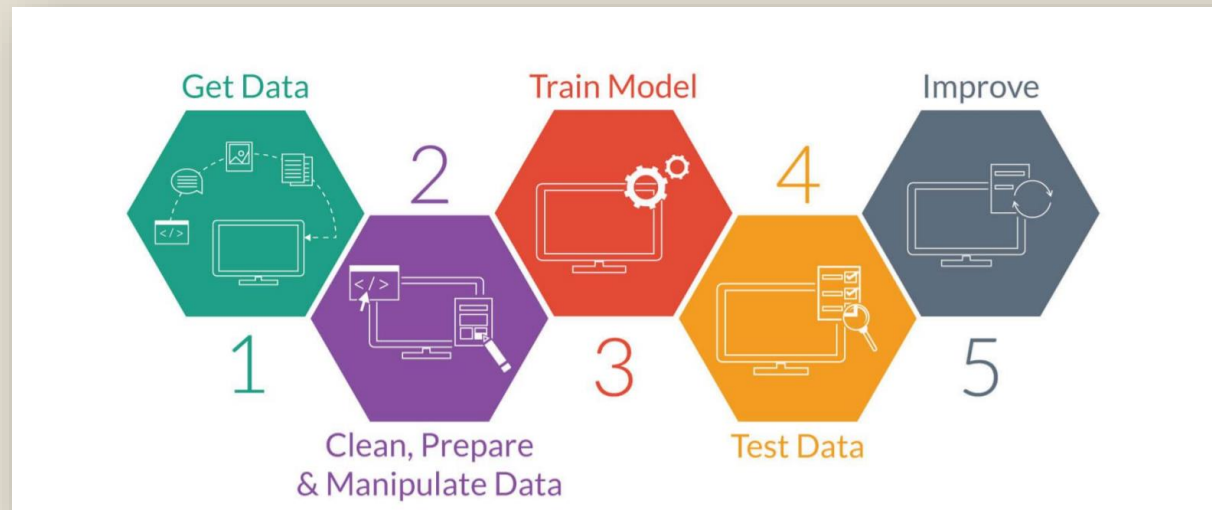 Get Data
1
2
Clean, Prepare
& Manipulate Data
Train Model
3
4
Test Data
Improve
5
</>
</>